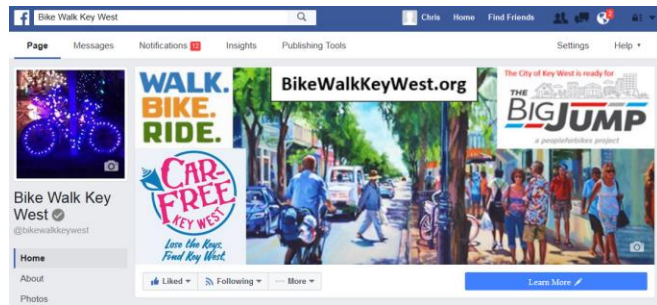 Bike Walk Key West
Chris Home Find Friends
2
Page Messages Notifications 12 Insights Publishing Tools Settings Help
WALK.
BIKE.
RIDE.
BikeWalkKeyWest.org
The City of Key West is ready for
THE
BIGJUMP
a peopleforbikes project
CAR-
FREE
KEY WEST
Lose the Keys.
Find Key West.
Bike Walk Key
West
@bikewalkkeywest
Home
About
Photos
Liked Following More
Learn More